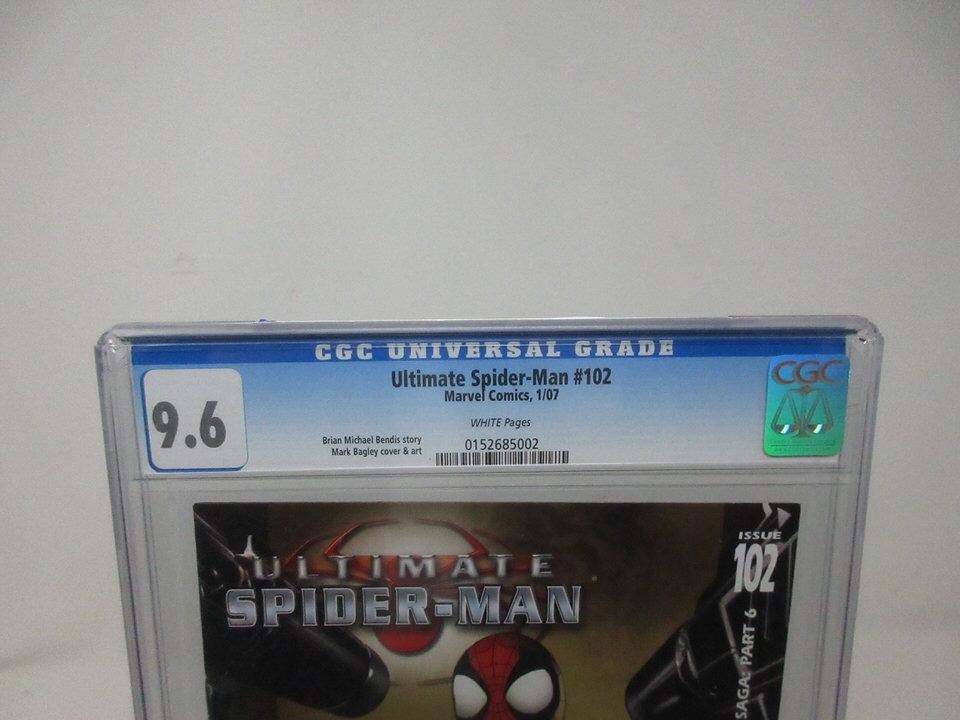 CGC UNIVERSAL GRADE
9.6
Ultimate Spider-Man #102
Marvel Comics, 1/07
WHITE Pages
Brian Michael Bendis story
Mark Bagley cover & art
0152685002
CGC
ULTIMATE
SPIDER-MAN
ISSUE
102
SAGA: PART 6